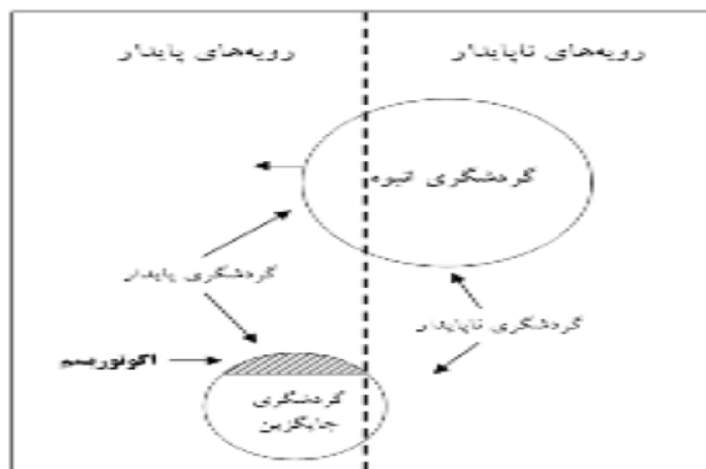 رویه‌های پایدار
رویه‌های ناپایدار
گردشگری انبوه
گردشگری پایدار
گردشگری ناپایدار
اکوتوریسم
گردشگری
جایگزین